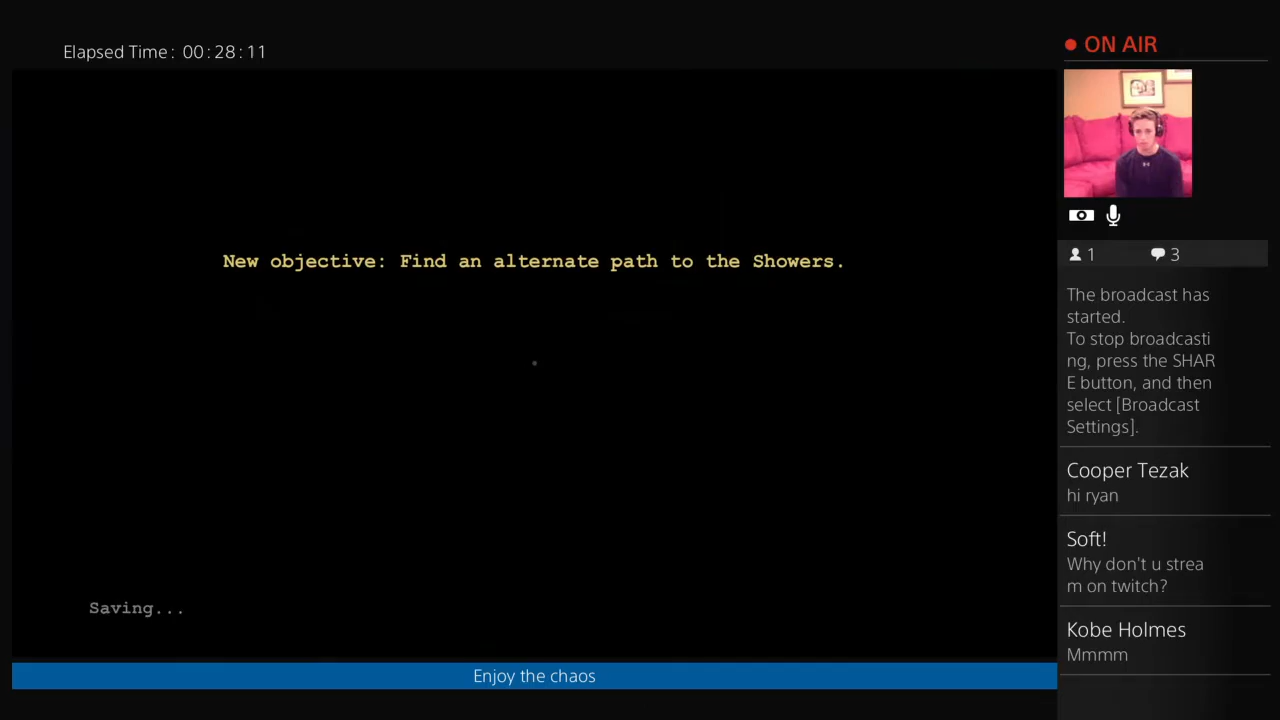 Elapsed Time: 00:28:11
ON AIR
New objective: Find an alternate path to the Showers.
Saving...
Enjoy the chaos
1 3
The broadcast has
started.
To stop broadcasti
ng, press the SHAR
E button, and then
select [Broadcast
Settings].
Cooper Tezak
hi ryan
Soft!
Why don't u strea
m on twitch?
Kobe Holmes
Mmmm